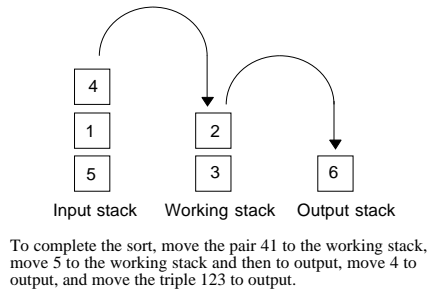 4
1
2
5
3
6
Input stack
Working stack
Output stack
To complete the sort, move the pair 41 to the working stack,
move 5 to the working stack and then to output, move 4 to
output, and move the triple 123 to output.